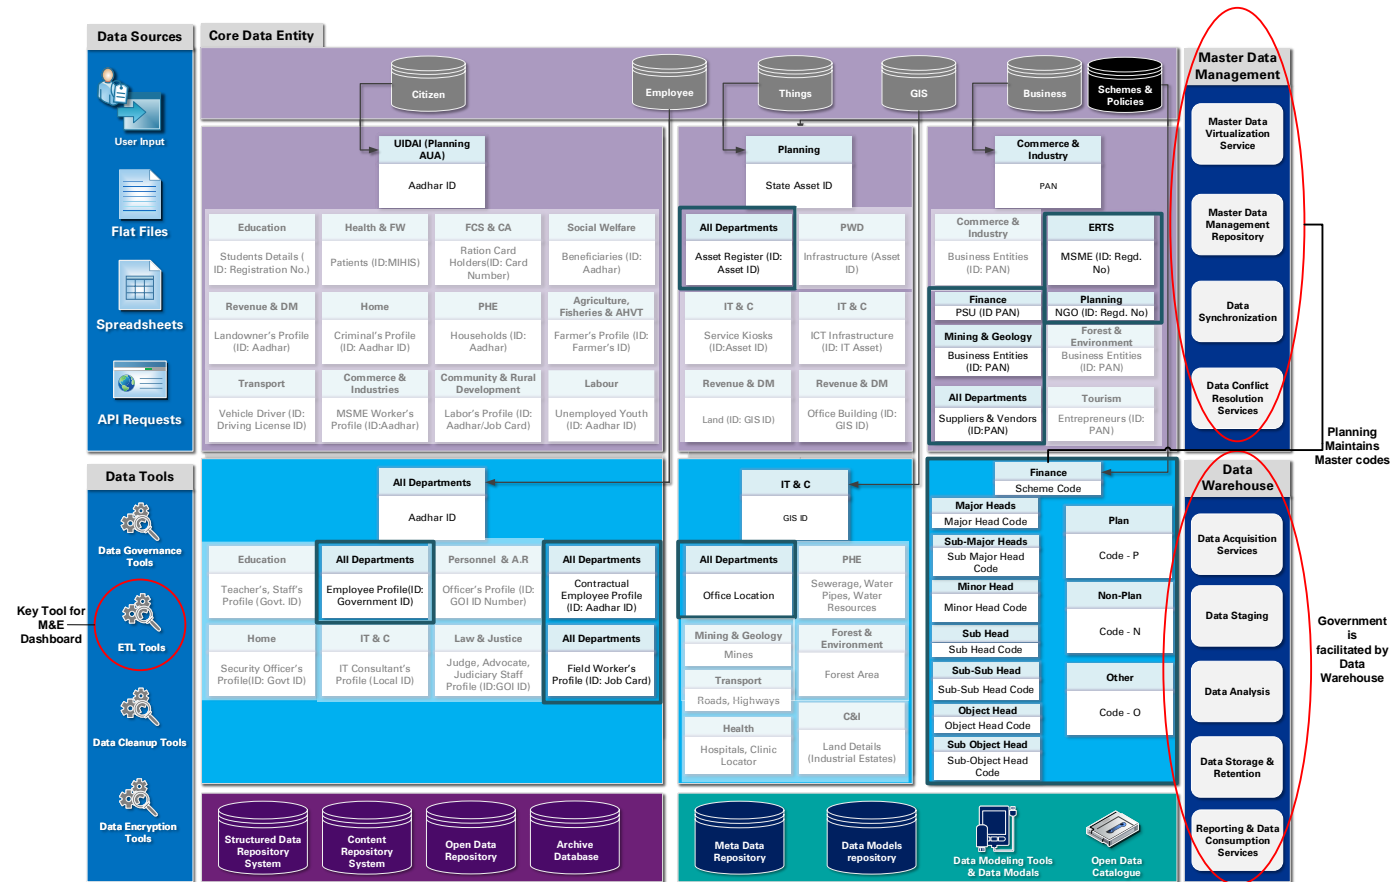 Data Sources
User Input
Flat Files
Spreadsheets
API Requests
Data Tools
Data Governance
Tools
ETL Tools
Data Cleanup Tools
Data Encryption
Tools
Key Tool for
M&E
Dashboard
Core Data Entity
Citizen
Employee
Things
GIS
Business
Schemes &
Policies
UIDAI (Planning
AUA)
Aadhar ID
Education
Students Details (
ID: Registration No.)
Health & FW
Patients (ID:MIHIS)
FCS & CA
Ration Card
Holders(ID: Card
Number)
Social Welfare
Beneficiaries (ID:
Aadhar)
Revenue & DM
Landowner's Profile
(ID: Aadhar)
Home
Criminal's Profile
(ID: Aadhar ID)
PHE
Households (ID:
Aadhar)
Agriculture,
Fisheries & AHVT
Farmer's Profile (ID:
Farmer's ID)
Transport
Vehicle Driver (ID:
Driving License ID)
Commerce &
Industries
MSME Worker's
Profile (ID:Aadhar)
Community & Rural
Development
Labor's Profile (ID:
Aadhar/Job Card)
Labour
Unemployed Youth
(ID: Aadhar ID)
Planning
State Asset ID
All Departments
Asset Register (ID:
Asset ID)
PWD
Infrastructure (Asset
ID)
IT & C
Service Kiosks
(ID:Asset ID)
IT & C
ICT Infrastructure
(ID: IT Asset)
Revenue & DM
Land (ID: GIS ID)
Revenue & DM
Office Building (ID:
GIS ID)
Commerce &
Industry
PAN
Commerce &
Industry
Business Entities
(ID: PAN)
ERTS
MSME (ID: Regd.
No)
Finance
PSU (ID PAN)
Planning
NGO (ID: Regd. No)
Mining & Geology
Business Entities
(ID: PAN)
Forest &
Environment
Business Entities
(ID: PAN)
All Departments
Suppliers & Vendors
(ID:PAN)
Tourism
Entrepreneurs (ID:
PAN)
All Departments
Aadhar ID
Education
Teacher's, Staff's
Profile (Govt. ID)
All Departments
Employee Profile(ID:
Government ID)
Personnel & A.R
Officer's Profile (ID:
GOI ID Number)
All Departments
Contractual
Employee Profile
(ID: Aadhar ID)
Home
Security Officer's
Profile(ID: Govt ID)
IT & C
IT Consultant's
Profile (Local ID)
Law & Justice
Judge, Advocate,
Judiciary Staff
Profile (ID:GOI ID)
All Departments
Field Worker's
Profile (ID: Job Card)
IT & C
GIS ID
All Departments
Office Location
PHE
Sewerage, Water
Pipes, Water
Resources
Mining & Geology
Mines
Forest &
Environment
Forest Area
Transport
Roads, Highways
Health
Hospitals, Clinic
Locator
C&I
Land Details
(Industrial Estates)
Finance
Scheme Code
Major Heads
Major Head Code
Sub-Major Heads
Sub Major Head
Code
Minor Head
Minor Head Code
Sub Head
Sub Head Code
Sub-Sub Head
Sub-Sub Head Code
Object Head
Object Head Code
Sub Object Head
Sub-Object Head
Code
Plan
Code - P
Non-Plan
Code - N
Other
Code - O
Structured Data
Repository
System
Content
Repository
System
Open Data
Repository
Archive
Database
Meta Data
Repository
Data Models
repository
Data Modeling Tools
& Data Modals
Open Data
Catalogue
Master Data
Management
Master Data
Virtualization
Service
Master Data
Management
Repository
Data
Synchronization
Data Conflict
Resolution
Services
Planning
Maintains
Master codes
Data
Warehouse
Data Acquisition
Services
Data Staging
Data Analysis
Data Storage &
Retention
Reporting & Data
Consumption
Services
Government
is
facilitated by
Data
Warehouse